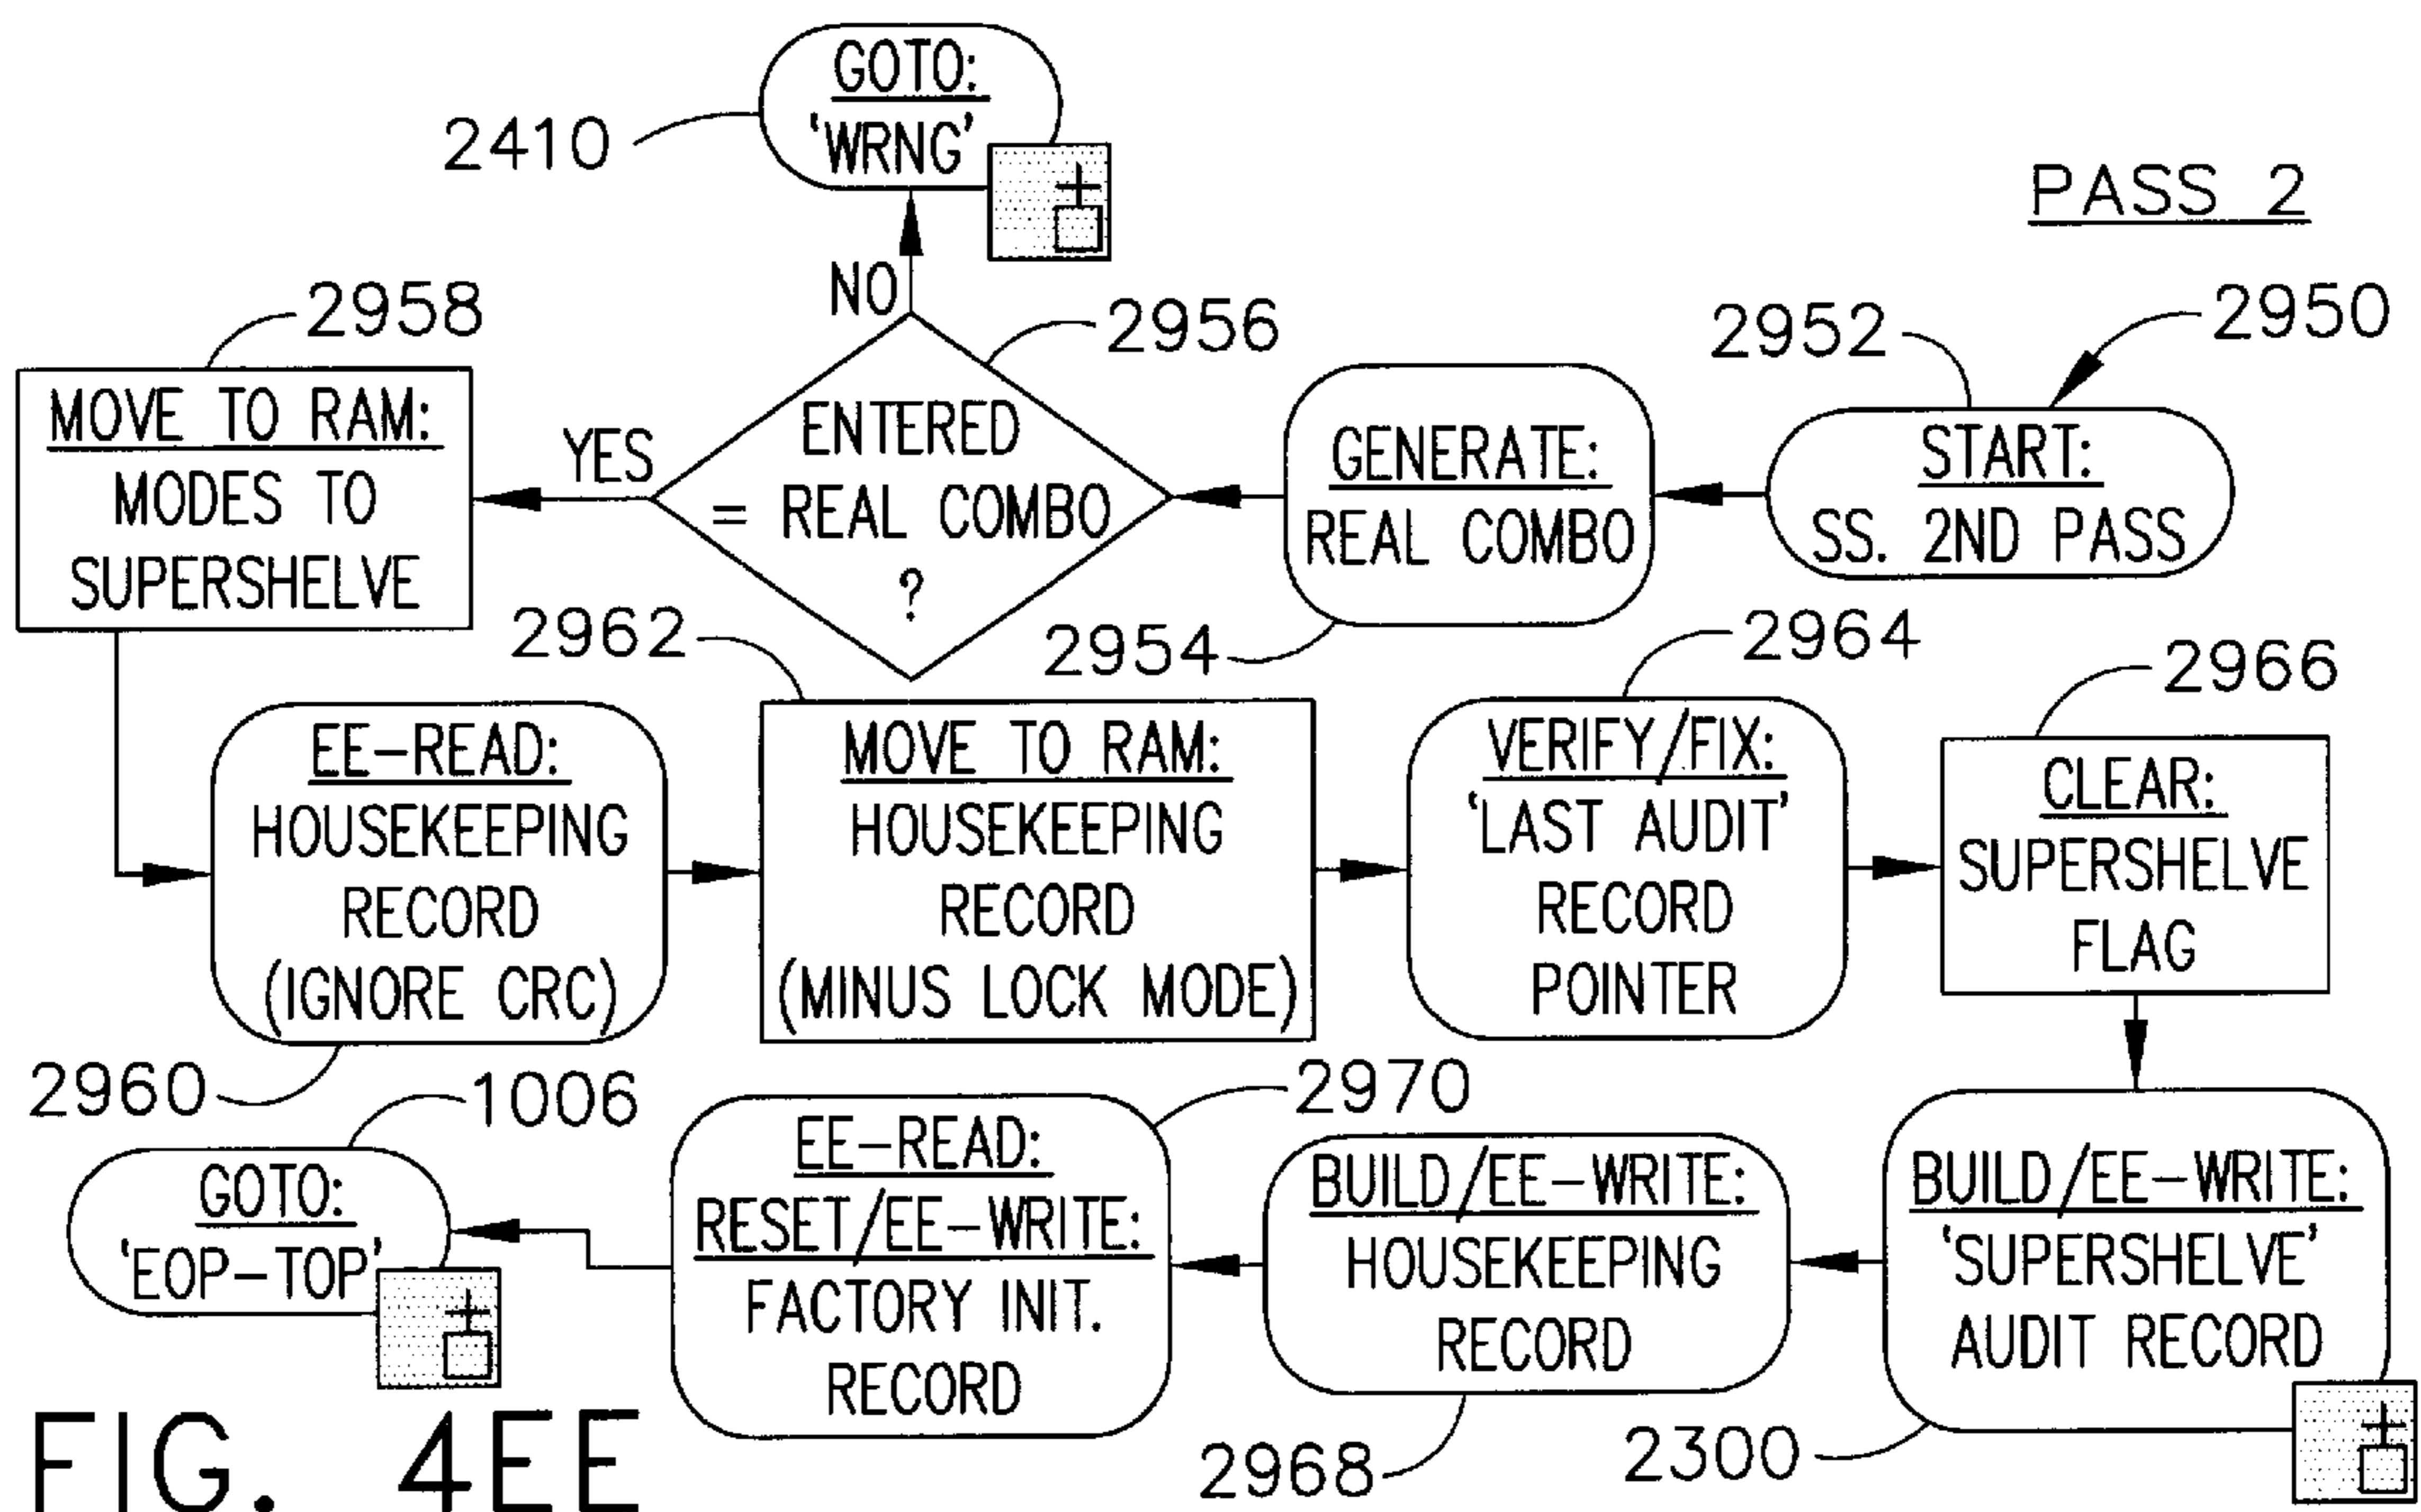 GOTO:
'WRNG'
2410
PASS 2
NO
2958
2956
2952
2950
MOVE TO RAM:
MODES TO
SUPERSHELVE
YES
ENTERED
= REAL COMBO
?
GENERATE:
REAL COMBO
START:
SS. 2ND PASS
2962
2954
2964
2966
EE-READ:
HOUSEKEEPING
RECORD
(IGNORE CRC)
MOVE TO RAM:
HOUSEKEEPING
RECORD
(MINUS LOCK MODE)
VERIFY/FIX:
'LAST AUDIT'
RECORD
POINTER
CLEAR:
SUPERSHELVE
FLAG
2960
1006
2970
GOTO:
'EOP-TOP'
EE-READ:
RESET/EE-WRITE:
FACTORY INIT.
RECORD
BUILD/EE-WRITE:
HOUSEKEEPING
RECORD
BUILD/EE-WRITE:
'SUPERSHELVE'
AUDIT RECORD
2968
2300
FIG. 4EE